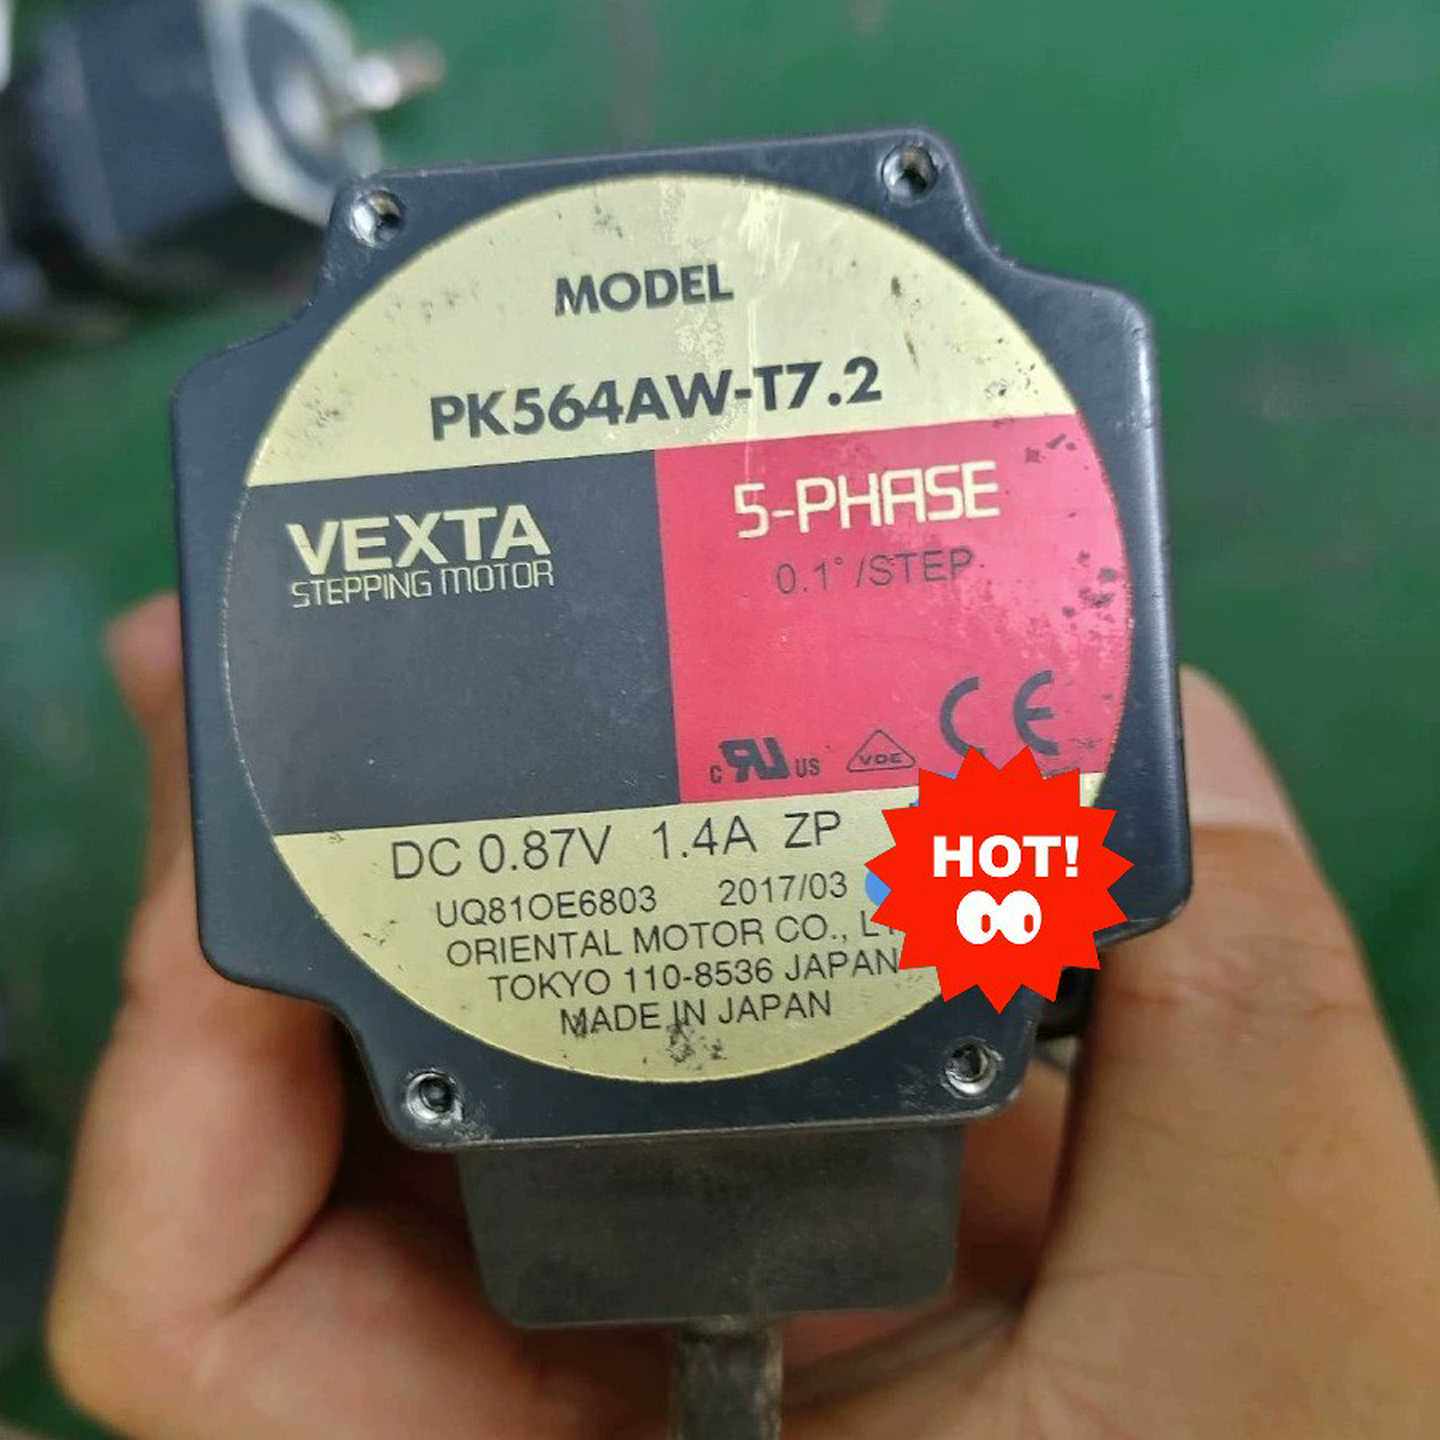 MODEL
PK564AW-T7.2
VEXTA
STEPPING MOTOR
5-PHASE
0.1°/STEP
c RU US VDE CE
DC 0.87V 1.4A ZP
UQ81OE6803 2017/03
ORIENTAL MOTOR CO.,
TOKYO 110-8536 JAPAN
MADE IN JAPAN
HOT!